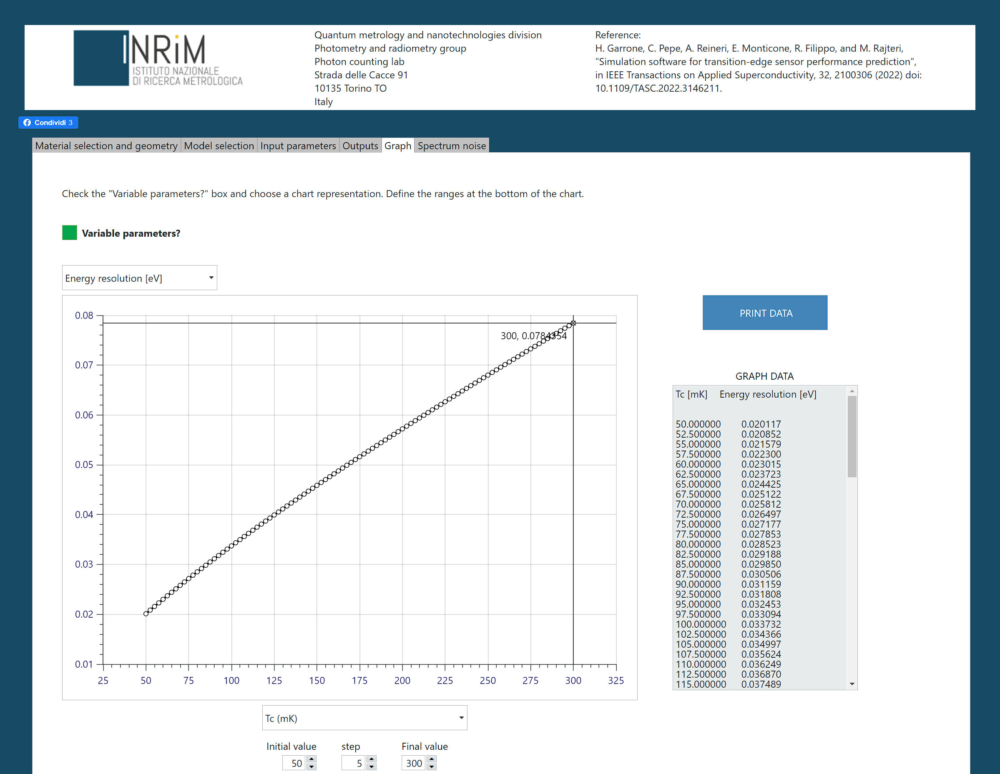 INRiM
ISTITUTO NAZIONALE
DI RICERCA METROLOGICA
Quantum metrology and nanotechnologies division
Photometry and radiometry group
Photon counting lab
Strada delle Cacce 91
10135 Torino TO
Italy
Reference:
H. Garrone, C. Pepe, A. Reineri, E. Monticone, R. Filippo, and M. Rajteri,
"Simulation software for transition-edge sensor performance prediction",
in IEEE Transactions on Applied Superconductivity, 32, 2100306 (2022) doi:
10.1109/TASC.2022.3146211.
Condividi 3
Material selection and geometry Model selection Input parameters Outputs Graph Spectrum noise
Check the "Variable parameters?" box and choose a chart representation. Define the ranges at the bottom of the chart.
Variable parameters?
Energy resolution [eV]
0.08
0.07
0.06
0.05
0.04
0.03
0.02
0.01
300, 0.0784354
25 50 75 100 125 150 175 200 225 250 275 300 325
Tc (mK)
Initial value step Final value
50 5 300
PRINT DATA
GRAPH DATA
Tc [mK] Energy resolution [eV]
50.000000 0.020117
52.500000 0.020852
55.000000 0.021579
57.500000 0.022300
60.000000 0.023015
62.500000 0.023723
65.000000 0.024425
67.500000 0.025122
70.000000 0.025812
72.500000 0.026497
75.000000 0.027177
77.500000 0.027853
80.000000 0.028523
82.500000 0.029188
85.000000 0.029850
87.500000 0.030506
90.000000 0.031159
92.500000 0.031808
95.000000 0.032453
97.500000 0.033094
100.000000 0.033732
102.500000 0.034366
105.000000 0.034997
107.500000 0.035624
110.000000 0.036249
112.500000 0.036870
115.000000 0.037489